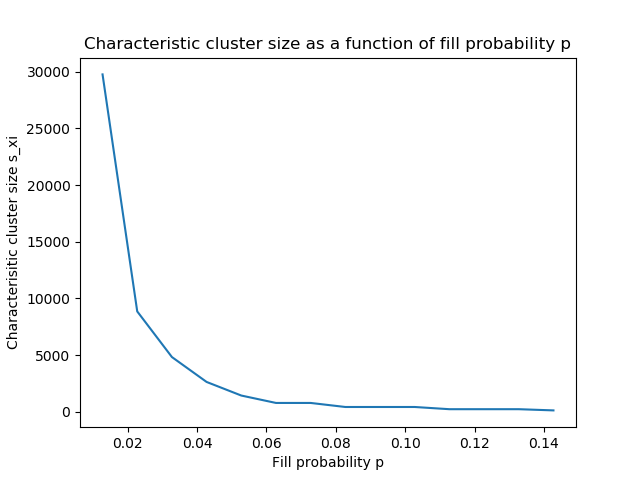 Characteristic cluster size as a function of fill probability p
30000
25000
20000
15000
10000
5000
0
Characterisitic cluster size s_xi
0.02 0.04 0.06 0.08 0.10 0.12 0.14
Fill probability p